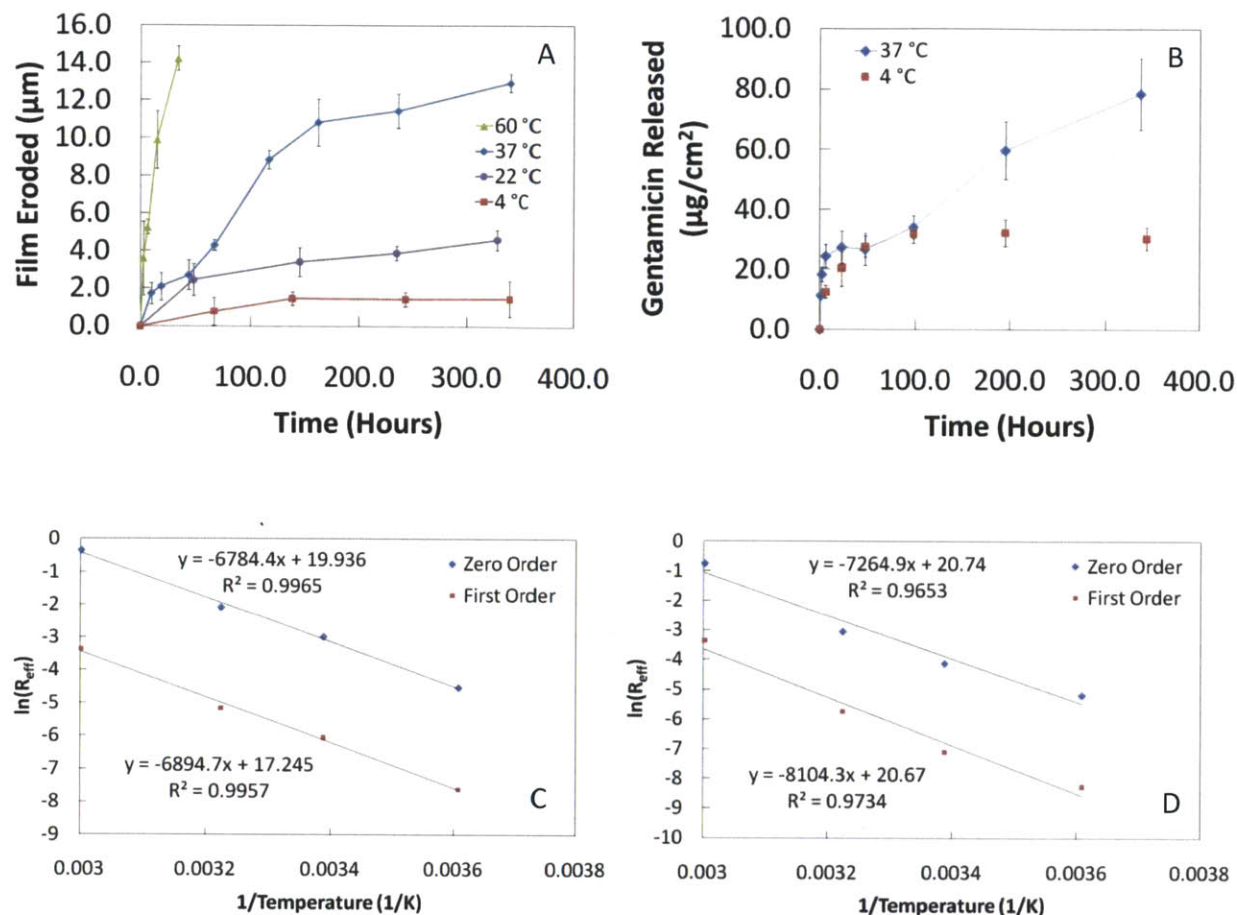 A
Film Eroded (µm)
16.0
14.0
12.0
10.0
8.0
6.0
4.0
2.0
0.0
60 °C
37 °C
22 °C
4 °C
0.0 100.0 200.0 300.0 400.0
Time (Hours)
B
Gentamicin Released
(µg/cm²)
100.0
80.0
60.0
40.0
20.0
0.0
37 °C
4 °C
0.0 100.0 200.0 300.0 400.0
Time (Hours)
ln(Reff)
0
-1
-2
-3
-4
-5
-6
-7
-8
-9
y = -6784.4x + 19.936
R² = 0.9965
Zero Order
First Order
y = -6894.7x + 17.245
R² = 0.9957
C
0.003 0.0032 0.0034 0.0036 0.0038
1/Temperature (1/K)
ln(Reff)
0
-1
-2
-3
-4
-5
-6
-7
-8
-9
-10
y = -7264.9x + 20.74
R² = 0.9653
Zero Order
First Order
y = -8104.3x + 20.67
R² = 0.9734
D
0.003 0.0032 0.0034 0.0036 0.0038
1/Temperature (1/K)